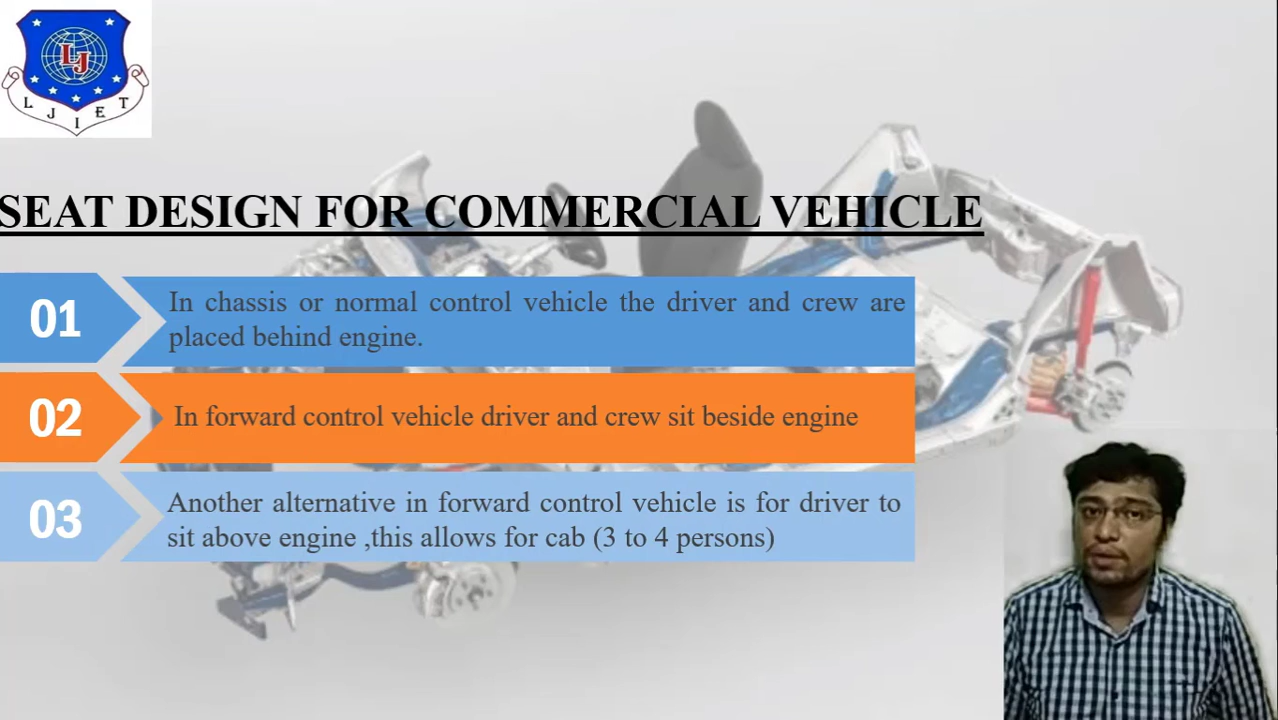 LJ
L J I E T
SEAT DESIGN FOR COMMERCIAL VEHICLE
01
In chassis or normal control vehicle the driver and crew are
placed behind engine.
02
In forward control vehicle driver and crew sit beside engine
03
Another alternative in forward control vehicle is for driver to
sit above engine ,this allows for cab (3 to 4 persons)